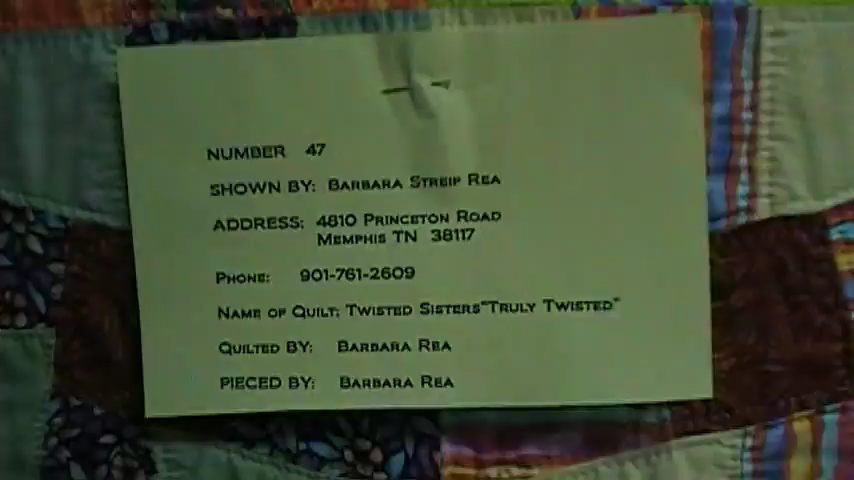 NUMBER 47
SHOWN BY: BARBARA STREIP REA
ADDRESS: 4810 PRINCETON ROAD
MEMPHIS TN 38117
PHONE: 901-761-2609
NAME OF QUILT: TWISTED SISTERS "TRULY TWISTED"
QUILTED BY: BARBARA REA
PIECED BY: BARBARA REA